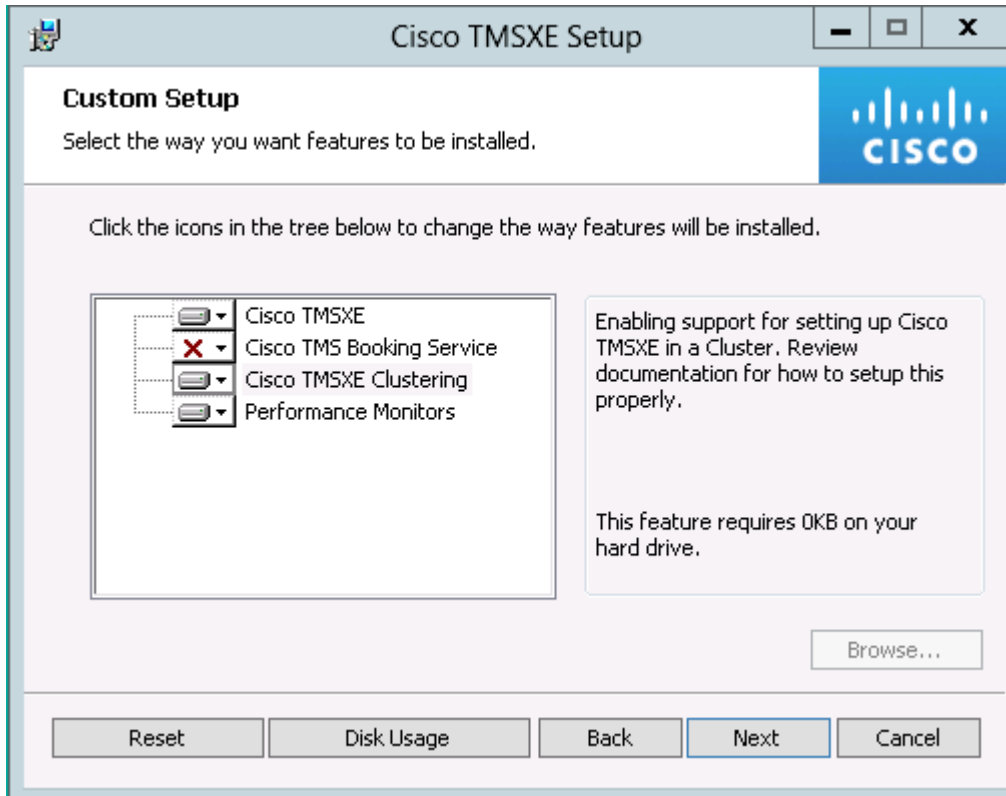 Cisco TMSXE Setup
Custom Setup
Select the way you want features to be installed.
CISCO
Click the icons in the tree below to change the way features will be installed.
Cisco TMSXE
Cisco TMS Booking Service
Cisco TMSXE Clustering
Performance Monitors
Enabling support for setting up Cisco
TMSXE in a Cluster. Review
documentation for how to setup this
properly.
This feature requires 0KB on your
hard drive.
Browse...
Reset
Disk Usage
Back
Next
Cancel